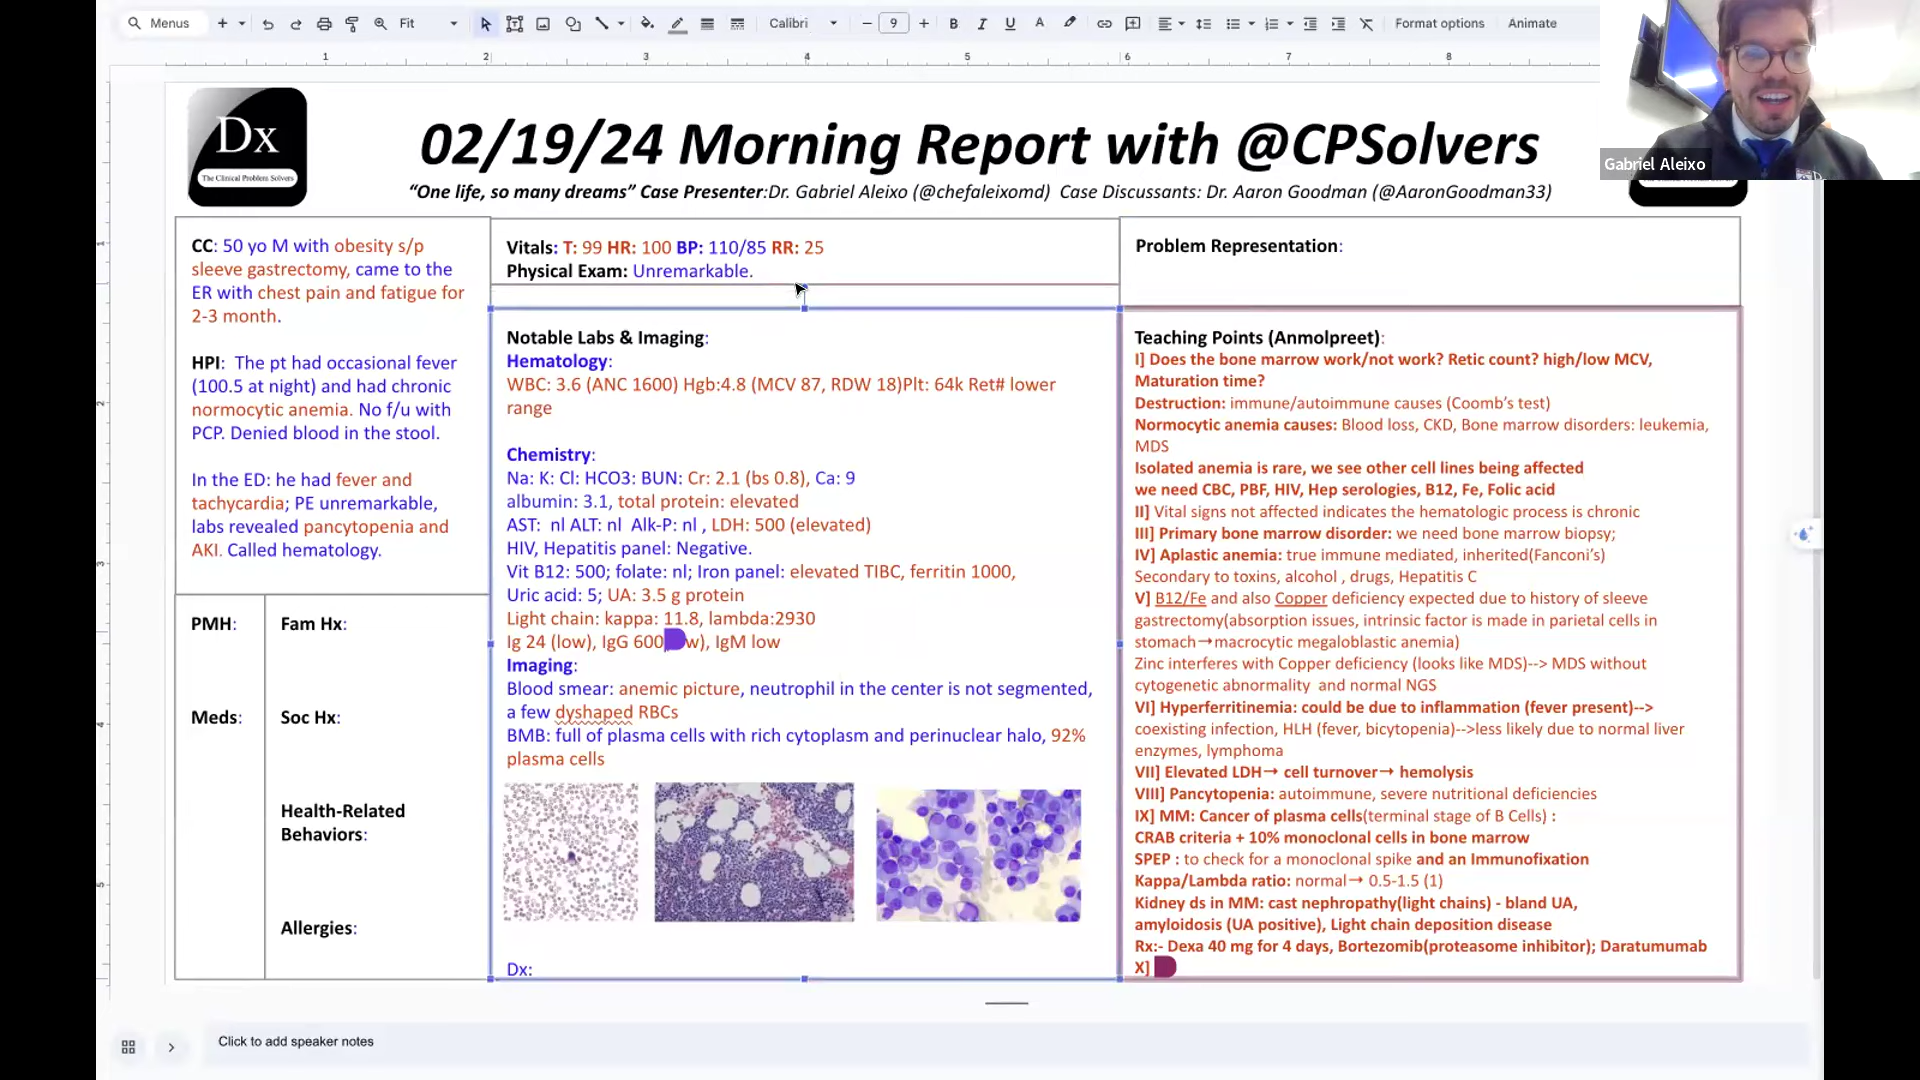 Menus
Fit
Calibri
9
Format options
Animate
1
2
3
4
5
6
7
8
Gabriel Aleixo
Dx
The Clinical Problem Solvers
02/19/24 Morning Report with @CPSolvers
“One life, so many dreams” Case Presenter:Dr. Gabriel Aleixo (@chefaleixomd) Case Discussants: Dr. Aaron Goodman (@AaronGoodman33)
CC: 50 yo M with obesity s/p
sleeve gastrectomy, came to the
ER with chest pain and fatigue for
2-3 month.
HPI: The pt had occasional fever
(100.5 at night) and had chronic
normocytic anemia. No f/u with
PCP. Denied blood in the stool.
In the ED: he had fever and
tachycardia; PE unremarkable,
labs revealed pancytopenia and
AKI. Called hematology.
PMH:
Meds:
Fam Hx:
Soc Hx:
Health-Related
Behaviors:
Allergies:
Vitals: T: 99 HR: 100 BP: 110/85 RR: 25
Physical Exam: Unremarkable.
Notable Labs & Imaging:
Hematology:
WBC: 3.6 (ANC 1600) Hgb:4.8 (MCV 87, RDW 18)Plt: 64k Ret# lower
range
Chemistry:
Na: K: Cl: HCO3: BUN: Cr: 2.1 (bs 0.8), Ca: 9
albumin: 3.1, total protein: elevated
AST: nl ALT: nl Alk-P: nl , LDH: 500 (elevated)
HIV, Hepatitis panel: Negative.
Vit B12: 500; folate: nl; Iron panel: elevated TIBC, ferritin 1000,
Uric acid: 5; UA: 3.5 g protein
Light chain: kappa: 11.8, lambda:2930
Ig 24 (low), IgG 600 w), IgM low
Imaging:
Blood smear: anemic picture, neutrophil in the center is not segmented,
a few dyshaped RBCs
BMB: full of plasma cells with rich cytoplasm and perinuclear halo, 92%
plasma cells
Dx:
Problem Representation:
Teaching Points (Anmolpreet):
I] Does the bone marrow work/not work? Retic count? high/low MCV,
Maturation time?
Destruction: immune/autoimmune causes (Coomb’s test)
Normocytic anemia causes: Blood loss, CKD, Bone marrow disorders: leukemia,
MDS
Isolated anemia is rare, we see other cell lines being affected
we need CBC, PBF, HIV, Hep serologies, B12, Fe, Folic acid
II] Vital signs not affected indicates the hematologic process is chronic
III] Primary bone marrow disorder: we need bone marrow biopsy;
IV] Aplastic anemia: true immune mediated, inherited(Fanconi’s)
Secondary to toxins, alcohol , drugs, Hepatitis C
V] B12/Fe and also Copper deficiency expected due to history of sleeve
gastrectomy(absorption issues, intrinsic factor is made in parietal cells in
stomach→macrocytic megaloblastic anemia)
Zinc interferes with Copper deficiency (looks like MDS)--> MDS without
cytogenetic abnormality and normal NGS
VI] Hyperferritinemia: could be due to inflammation (fever present)-->
coexisting infection, HLH (fever, bicytopenia)-->less likely due to normal liver
enzymes, lymphoma
VII] Elevated LDH→ cell turnover→ hemolysis
VIII] Pancytopenia: autoimmune, severe nutritional deficiencies
IX] MM: Cancer of plasma cells(terminal stage of B Cells) :
CRAB criteria + 10% monoclonal cells in bone marrow
SPEP : to check for a monoclonal spike and an Immunofixation
Kappa/Lambda ratio: normal→ 0.5-1.5 (1)
Kidney ds in MM: cast nephropathy(light chains) - bland UA,
amyloidosis (UA positive), Light chain deposition disease
Rx:- Dexa 40 mg for 4 days, Bortezomib(proteasome inhibitor); Daratumumab
X]
Click to add speaker notes